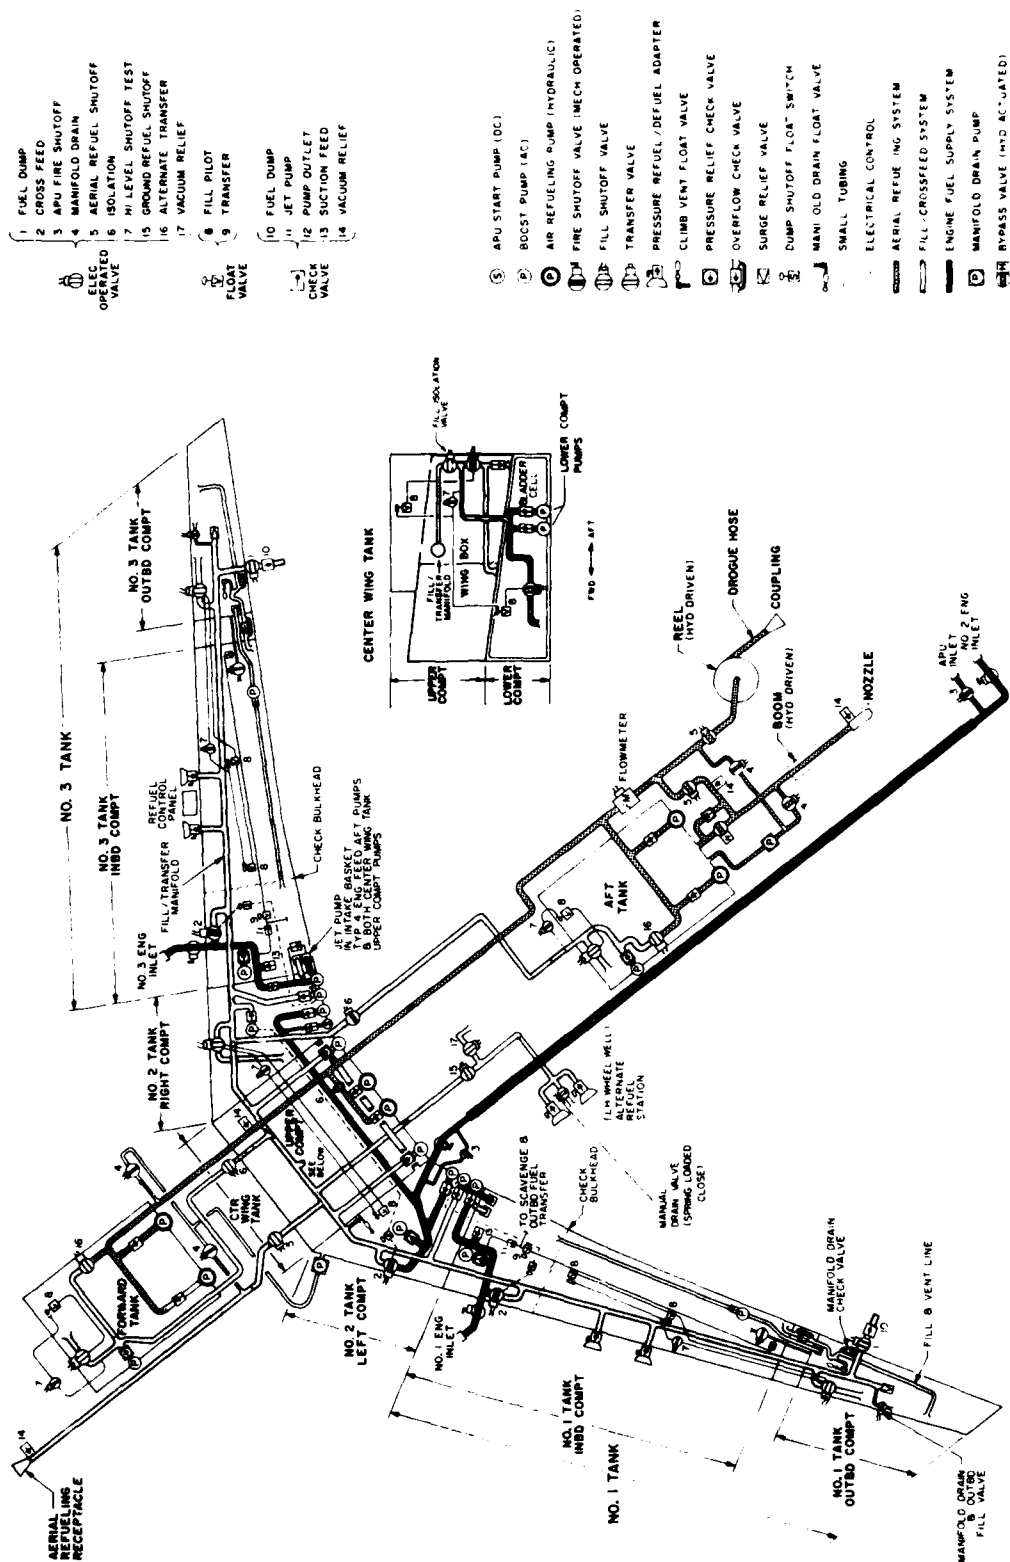 1 FUEL DUMP
2 CROSS FEED
3 APU FIRE SHUTOFF
4 MANIFOLD DRAIN
5 AERIAL REFUEL SHUTOFF
6 ISOLATION
7 HI LEVEL SHUTOFF TEST
15 GROUND REFUEL SHUTOFF
16 ALTERNATE TRANSFER
17 VACUUM RELIEF
ELEC
OPERATED
VALVE
8 FILL PILOT
9 TRANSFER
FLOAT
VALVE
10 FUEL DUMP
11 JET PUMP
12 PUMP OUTLET
13 SUCTION FEED
14 VACUUM RELIEF
CHECK
VALVE
APU START PUMP (DC)
BOOST PUMP (AC)
AIR REFUELING PUMP (HYDRAULIC)
FIRE SHUTOFF VALVE (MECH OPERATED)
FILL SHUTOFF VALVE
TRANSFER VALVE
PRESSURE REFUEL/DEFUEL ADAPTER
CLIMB VENT FLOAT VALVE
PRESSURE RELIEF CHECK VALVE
OVERFLOW CHECK VALVE
SURGE RELIEF VALVE
DUMP SHUTOFF FLOAT SWITCH
MANIFOLD DRAIN FLOAT VALVE
SMALL TUBING
ELECTRICAL CONTROL
AERIAL REFUELING SYSTEM
FILL/CROSSFEED SYSTEM
ENGINE FUEL SUPPLY SYSTEM
MANIFOLD DRAIN PUMP
BYPASS VALVE (HYD ACTUATED)
NO. 3 TANK
NO. 3 TANK
OUTBD COMPT
NO. 3 TANK
INBD COMPT
NO. 2 TANK
RIGHT COMPT
REFUEL
CONTROL
PANEL
FILL/TRANSFER
MANIFOLD
NO. 3 ENG
INLET
CHECK BULKHEAD
JET PUMP
IN INTAKE BASKET
TYP 4 ENG FEED AFT PUMPS
& BOTH CENTER WING TANK
UPPER COMPT PUMPS
CENTER WING TANK
UPPER
COMPT
LOWER
COMPT
FILL/
TRANSFER
MANIFOLD
WING BOX
FILL ISOLATION
VALVE
BLADDER
CELL
LOWER COMPT
PUMPS
FWD
AFT
REEL
(HYD DRIVEN)
DROGUE HOSE
COUPLING
BOOM
(HYD DRIVEN)
NOZZLE
APU
INLET
NO 2 ENG
INLET
FLOWMETER
AFT
TANK
UPPER
COMPT
SEE
BELOW
CTR
WING
TANK
FORWARD
TANK
AERIAL
REFUELING
RECEPTACLE
(LH WHEEL WELL)
ALTERNATE
REFUEL
STATION
MANUAL
DRAIN VALVE
(SPRING LOADED
CLOSE)
CHECK
BULKHEAD
TO SCAVENGE &
OUTBD FUEL
TRANSFER
NO. 2 TANK
LEFT COMPT
NO. 1 ENG
INLET
NO. 1 TANK
INBD COMPT
NO. 1 TANK
NO. 1 TANK
OUTBD COMPT
MANIFOLD DRAIN
CHECK VALVE
FILL & VENT LINE
MANIFOLD DRAIN
& OUTBD
FILL VALVE